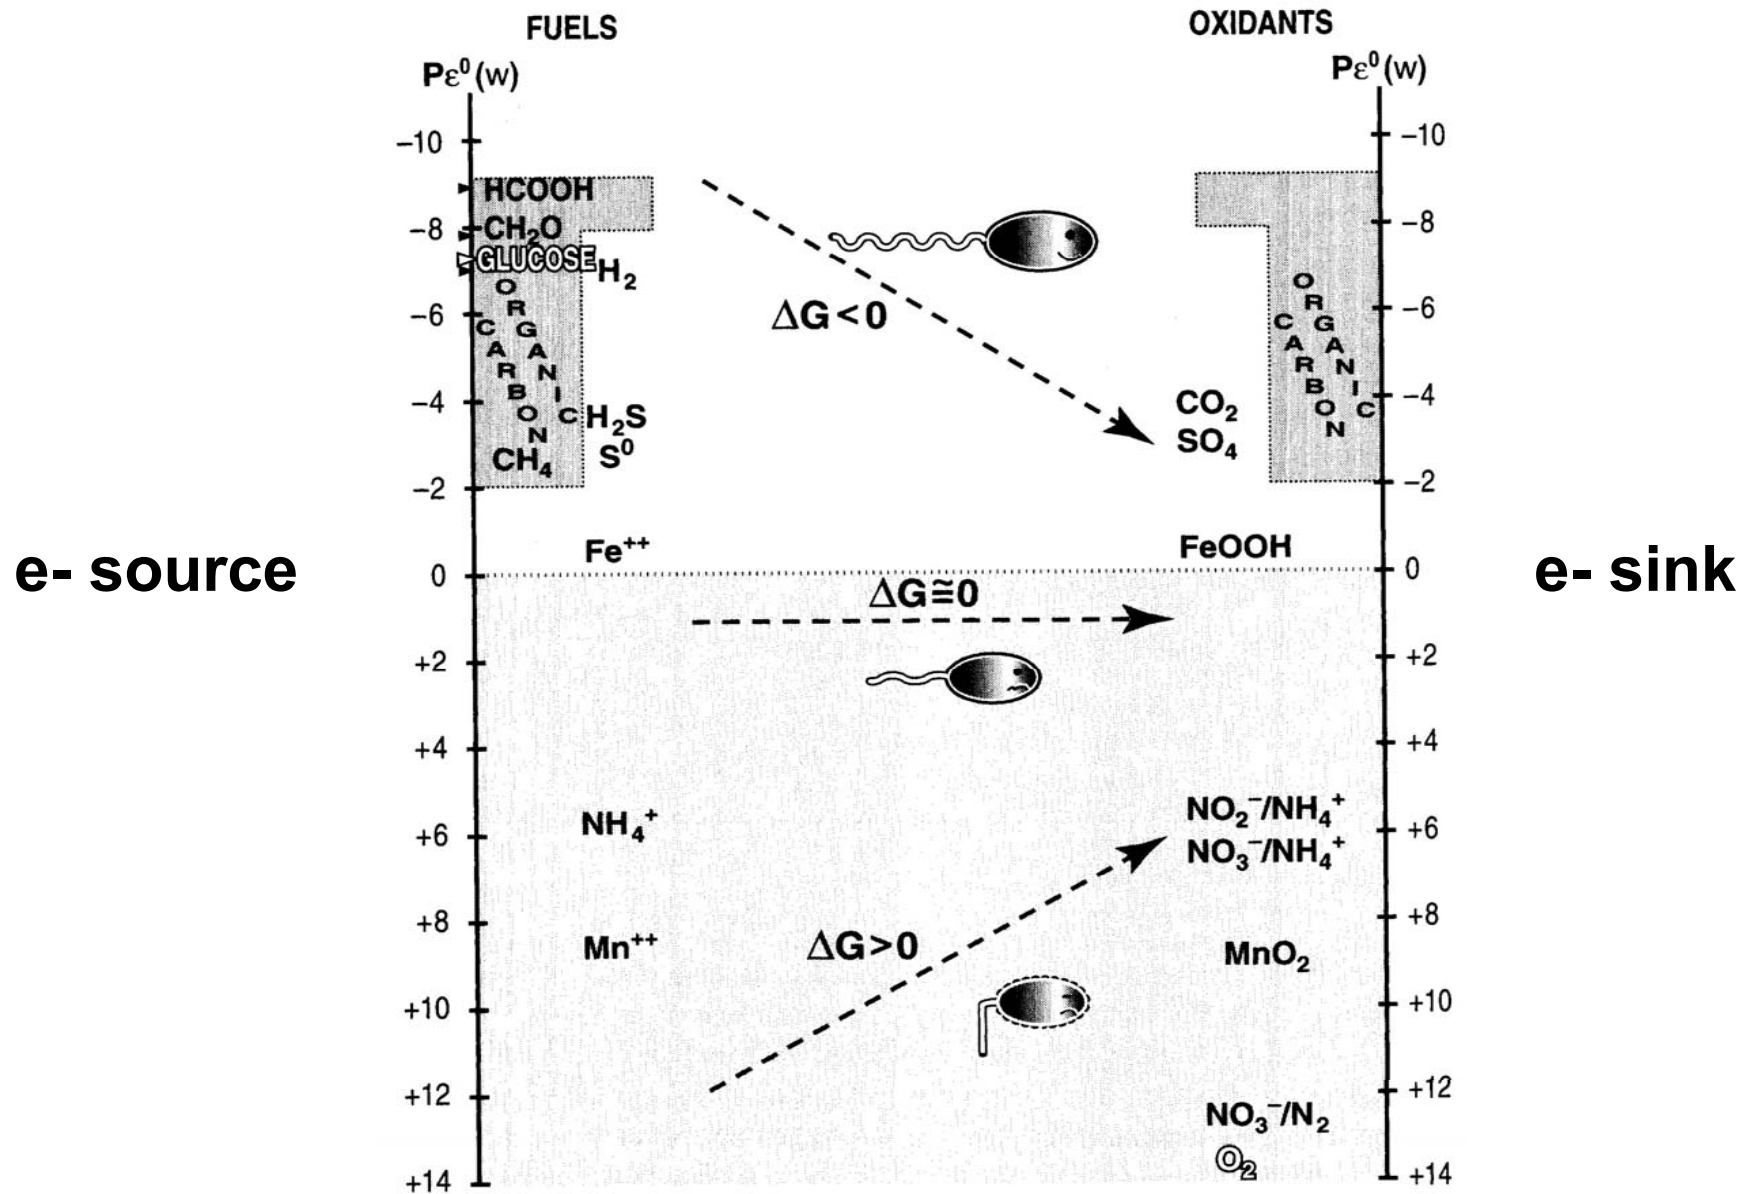 FUELS
OXIDANTS
Pε⁰(w)
Pε⁰(w)
–10
–10
HCOOH
–8
CH₂O
–8
GLUCOSE
H₂
–6
–6
ORGANIC
CARBON
ORGANIC
CARBON
ΔG<0
–4
CO₂
–4
H₂S
SO₄
CH₄
S⁰
–2
–2
Fe⁺⁺
FeOOH
e- source
e- sink
0
0
ΔG≅0
+2
+2
+4
+4
NH₄⁺
NO₂⁻/NH₄⁺
+6
+6
NO₃⁻/NH₄⁺
+8
+8
Mn⁺⁺
ΔG>0
MnO₂
+10
+10
+12
+12
NO₃⁻/N₂
O₂
+14
+14